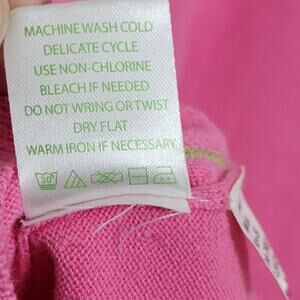 MACHINE WASH COLD
DELICATE CYCLE
USE NON-CHLORINE
BLEACH IF NEEDED
DO NOT WRING OR TWIST
DRY FLAT
WARM IRON IF NECESSARY
30°